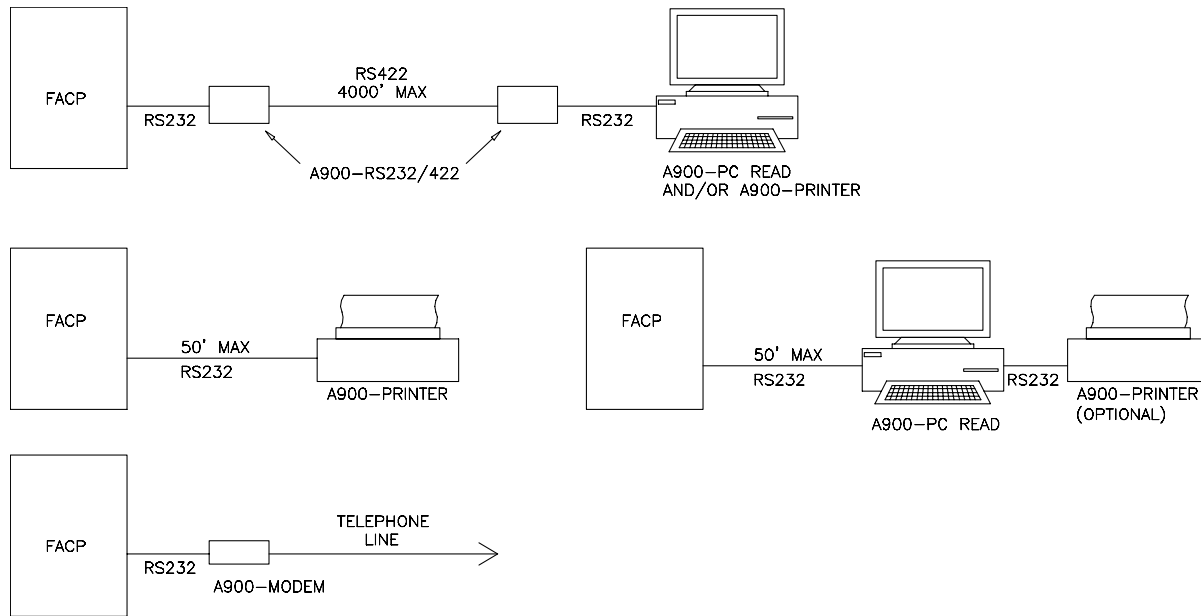 FACP
RS232
RS422
4000' MAX
RS232
A900-RS232/422
A900-PC READ
AND/OR A900-PRINTER
FACP
50' MAX
RS232
A900-PRINTER
FACP
50' MAX
RS232
A900-PC READ
RS232
A900-PRINTER
(OPTIONAL)
FACP
RS232
A900-MODEM
TELEPHONE
LINE